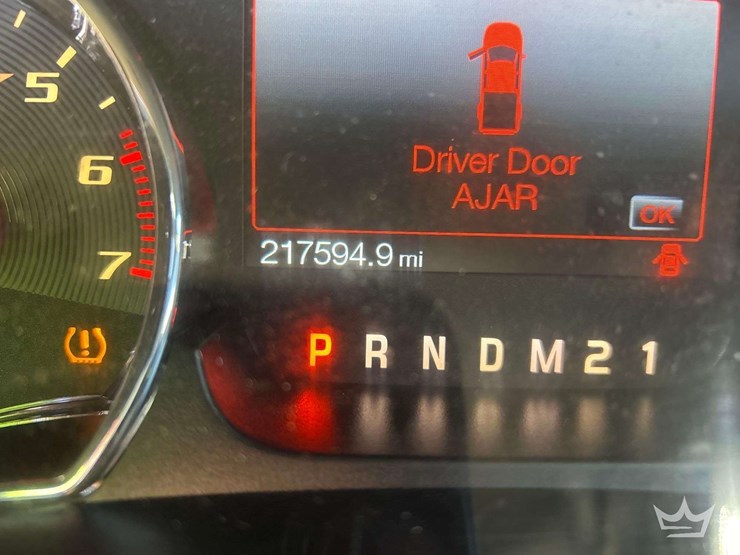 5
6
7
Driver Door
AJAR
OK
217594.9 mi
P R N D M 2 1